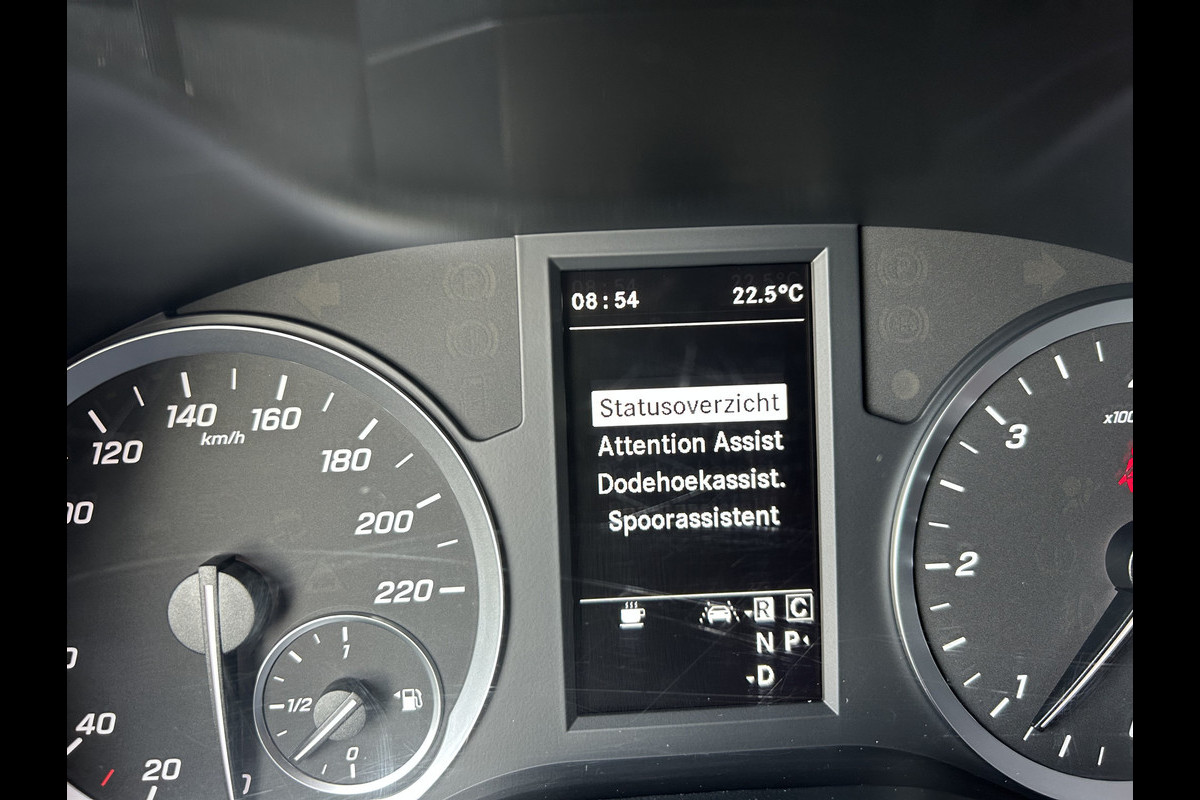 08:54 22.5°C
Statusoverzicht
Attention Assist
Dodehoekassist.
Spoorassistent
R C
N P
D
120 140 160 180 200 220
km/h
40 20
1 1/2 0
3 2 1